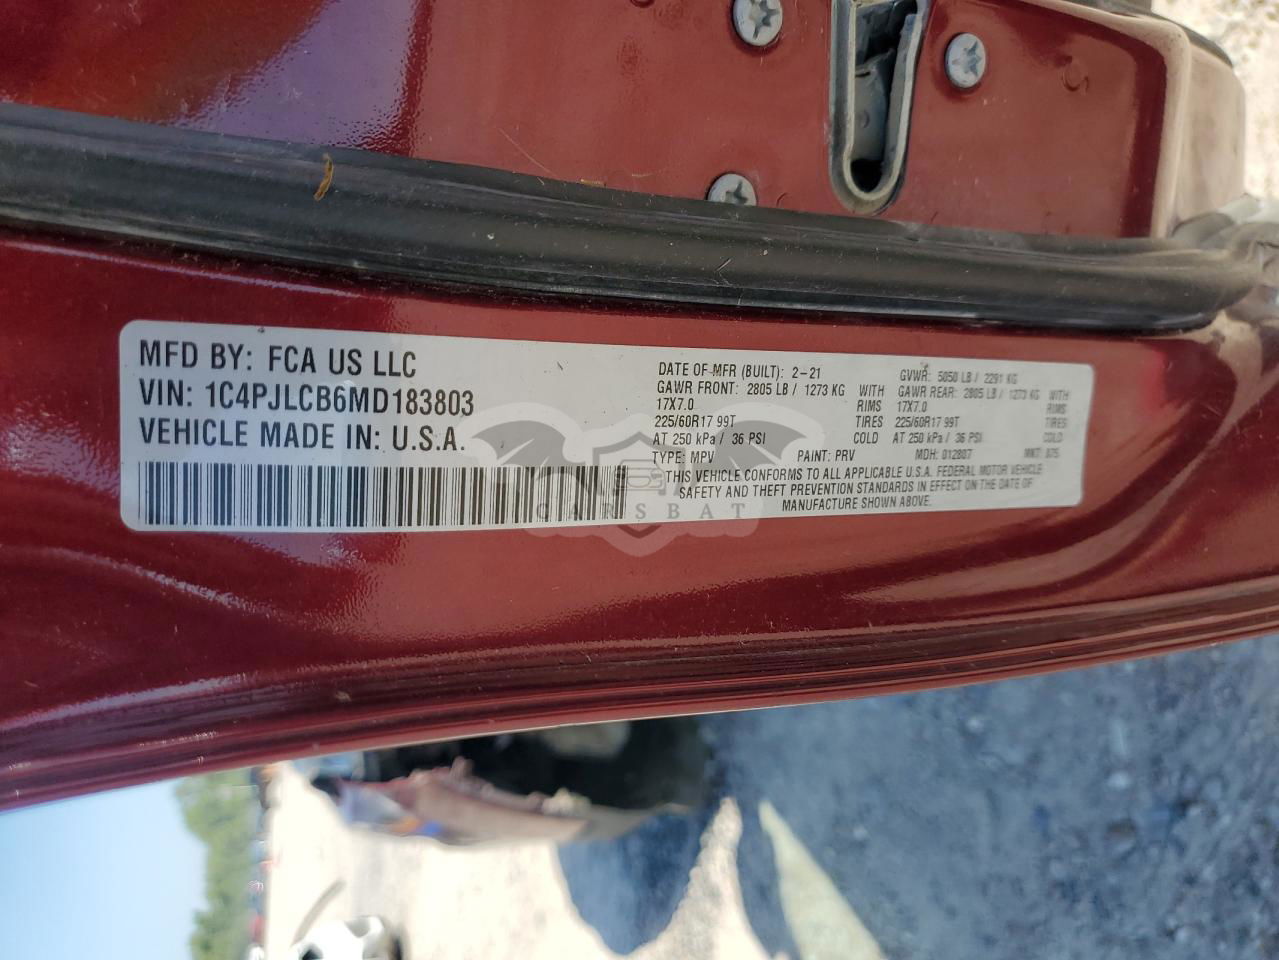 MFD BY: FCA US LLC
VIN: 1C4PJLCB6MD183803
VEHICLE MADE IN: U.S.A.
DATE OF MFR (BUILT): 2-21
GAWR FRONT: 2805 LB / 1273 KG WITH
17X7.0 RIMS
225/60R17 99T TIRES
AT 250 kPa / 36 PSI COLD
TYPE: MPV PAINT: PRV
GVWR: 5050 LB / 2291 KG
GAWR REAR: 2805 LB / 1273 KG WITH
17X7.0 RIMS
225/60R17 99T TIRES
AT 250 kPa / 36 PSI COLD
MDH: 012807 MKT: 875
THIS VEHICLE CONFORMS TO ALL APPLICABLE U.S.A. FEDERAL MOTOR VEHICLE
SAFETY AND THEFT PREVENTION STANDARDS IN EFFECT ON THE DATE OF
MANUFACTURE SHOWN ABOVE.
CARSBAT